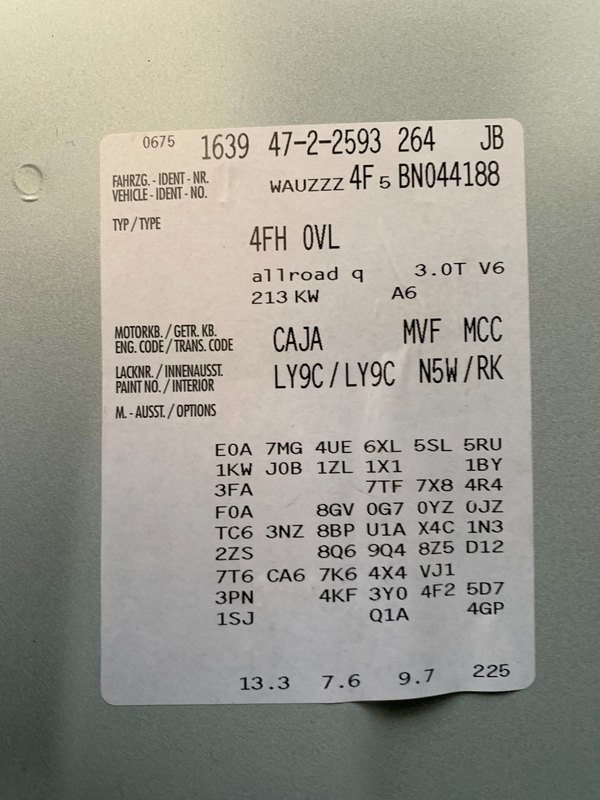 0675 1639 47-2-2593 264 JB
FAHRZG. - IDENT - NR.
VEHICLE - IDENT - NO. WAUZZZ 4F 5 BN044188
TYP / TYPE
4FH 0VL
allroad q 3.0T V6
213 KW A6
MOTORKB. / GETR. KB.
ENG. CODE / TRANS. CODE CAJA MVF MCC
LACKNR. / INNENAUSST.
PAINT NO. / INTERIOR LY9C / LY9C N5W / RK
M. - AUSST. / OPTIONS
E0A 7MG 4UE 6XL 5SL 5RU
1KW J0B 1ZL 1X1 1BY
3FA 7TF 7X8 4R4
F0A 8GV 0G7 0YZ 0JZ
TC6 3NZ 8BP U1A X4C 1N3
2ZS 8Q6 9Q4 8Z5 D12
7T6 CA6 7K6 4X4 VJ1
3PN 4KF 3Y0 4F2 5D7
1SJ Q1A 4GP
13.3 7.6 9.7 225